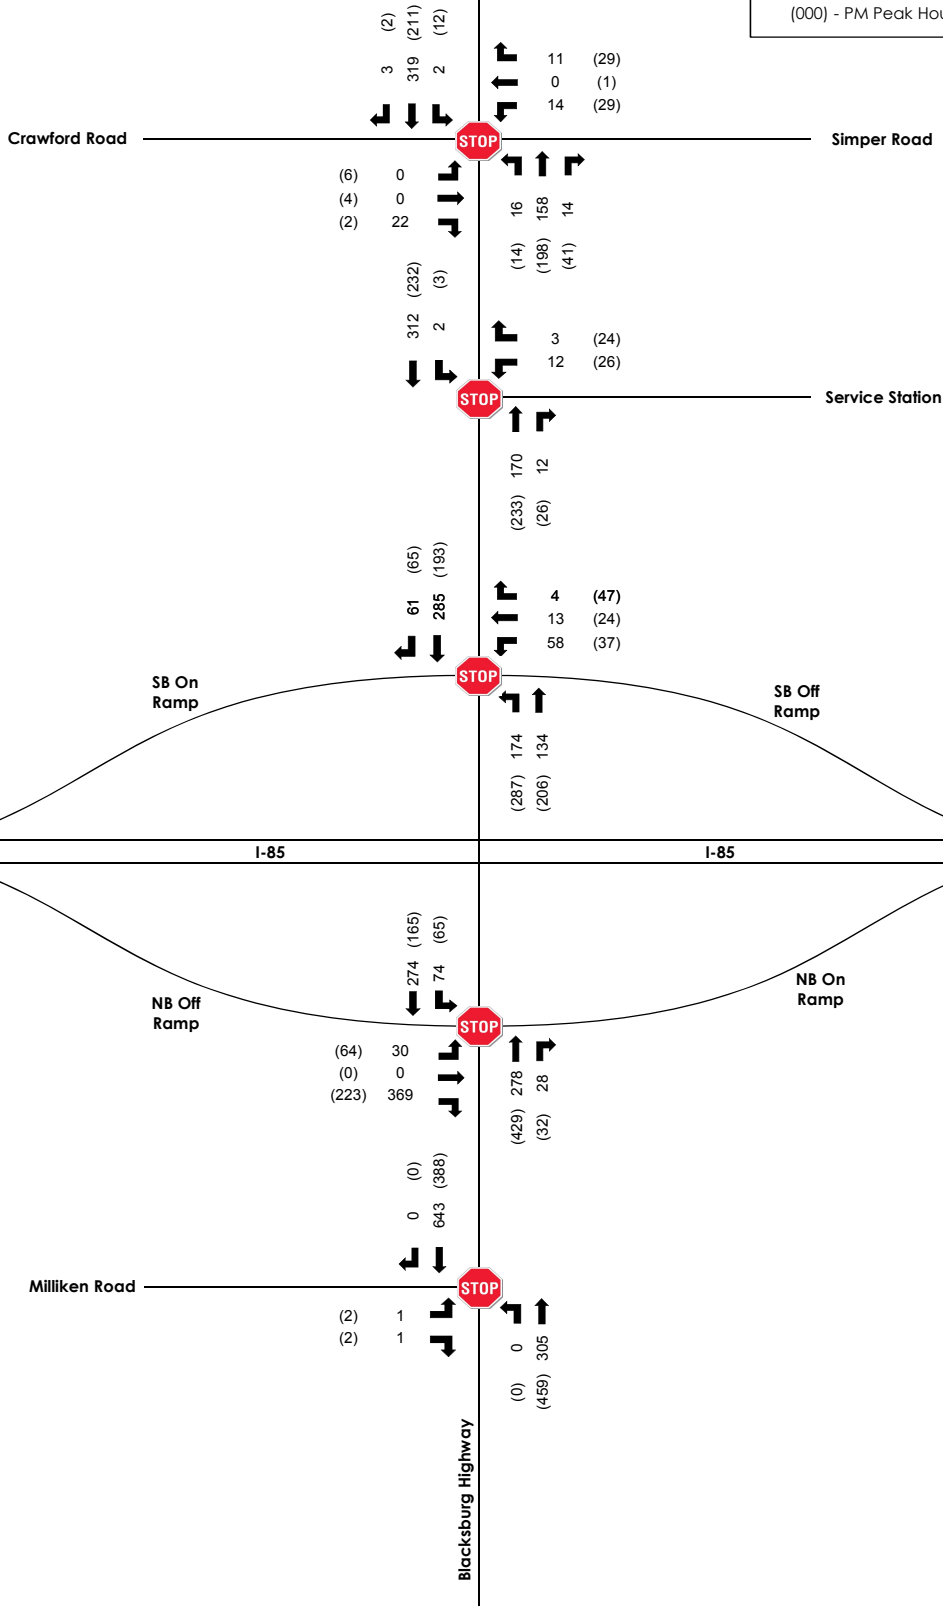 (000) - PM Peak Hou
(2) (211) (12)
3 319 2
11 (29)
0 (1)
14 (29)
Crawford Road
STOP
Simper Road
(6) 0
(4) 0
(2) 22
16 158 14
(14) (198) (41)
(232) (3)
312 2
3 (24)
12 (26)
STOP
Service Station
170 12
(233) (26)
(65) (193)
61 285
4 (47)
13 (24)
58 (37)
STOP
SB On
Ramp
SB Off
Ramp
174 134
(287) (206)
I-85
I-85
(165) (65)
274 74
NB Off
Ramp
NB On
Ramp
STOP
(64) 30
(0) 0
(223) 369
278 28
(429) (32)
(0) (388)
0 643
Milliken Road
STOP
(2) 1
(2) 1
0 305
(0) (459)
Blacksburg Highway